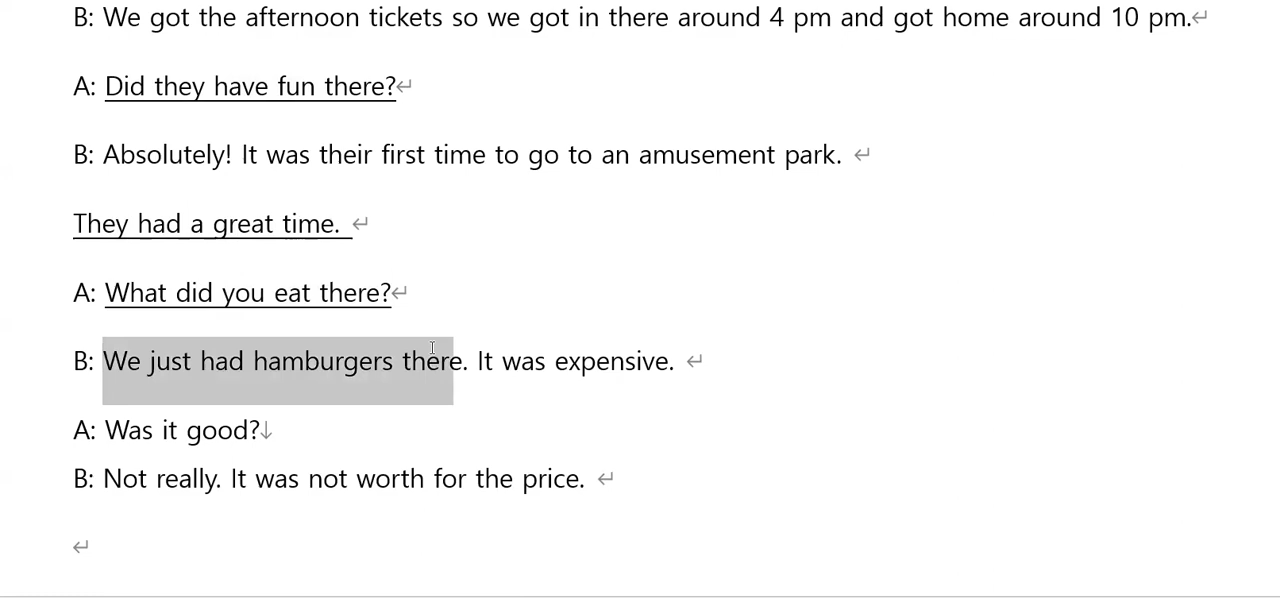 B: We got the afternoon tickets so we got in there around 4 pm and got home around 10 pm.
A: Did they have fun there?
B: Absolutely! It was their first time to go to an amusement park.
They had a great time.
A: What did you eat there?
B: We just had hamburgers there. It was expensive.
A: Was it good?
B: Not really. It was not worth for the price.